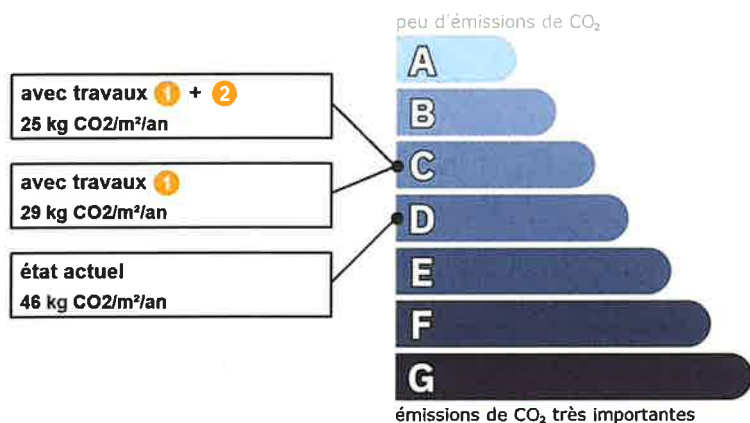 peu d'émissions de CO₂
A
avec travaux 1 + 2
25 kg CO2/m²/an
B
C
avec travaux 1
29 kg CO2/m²/an
D
état actuel
46 kg CO2/m²/an
E
F
G
émissions de CO₂ très importantes